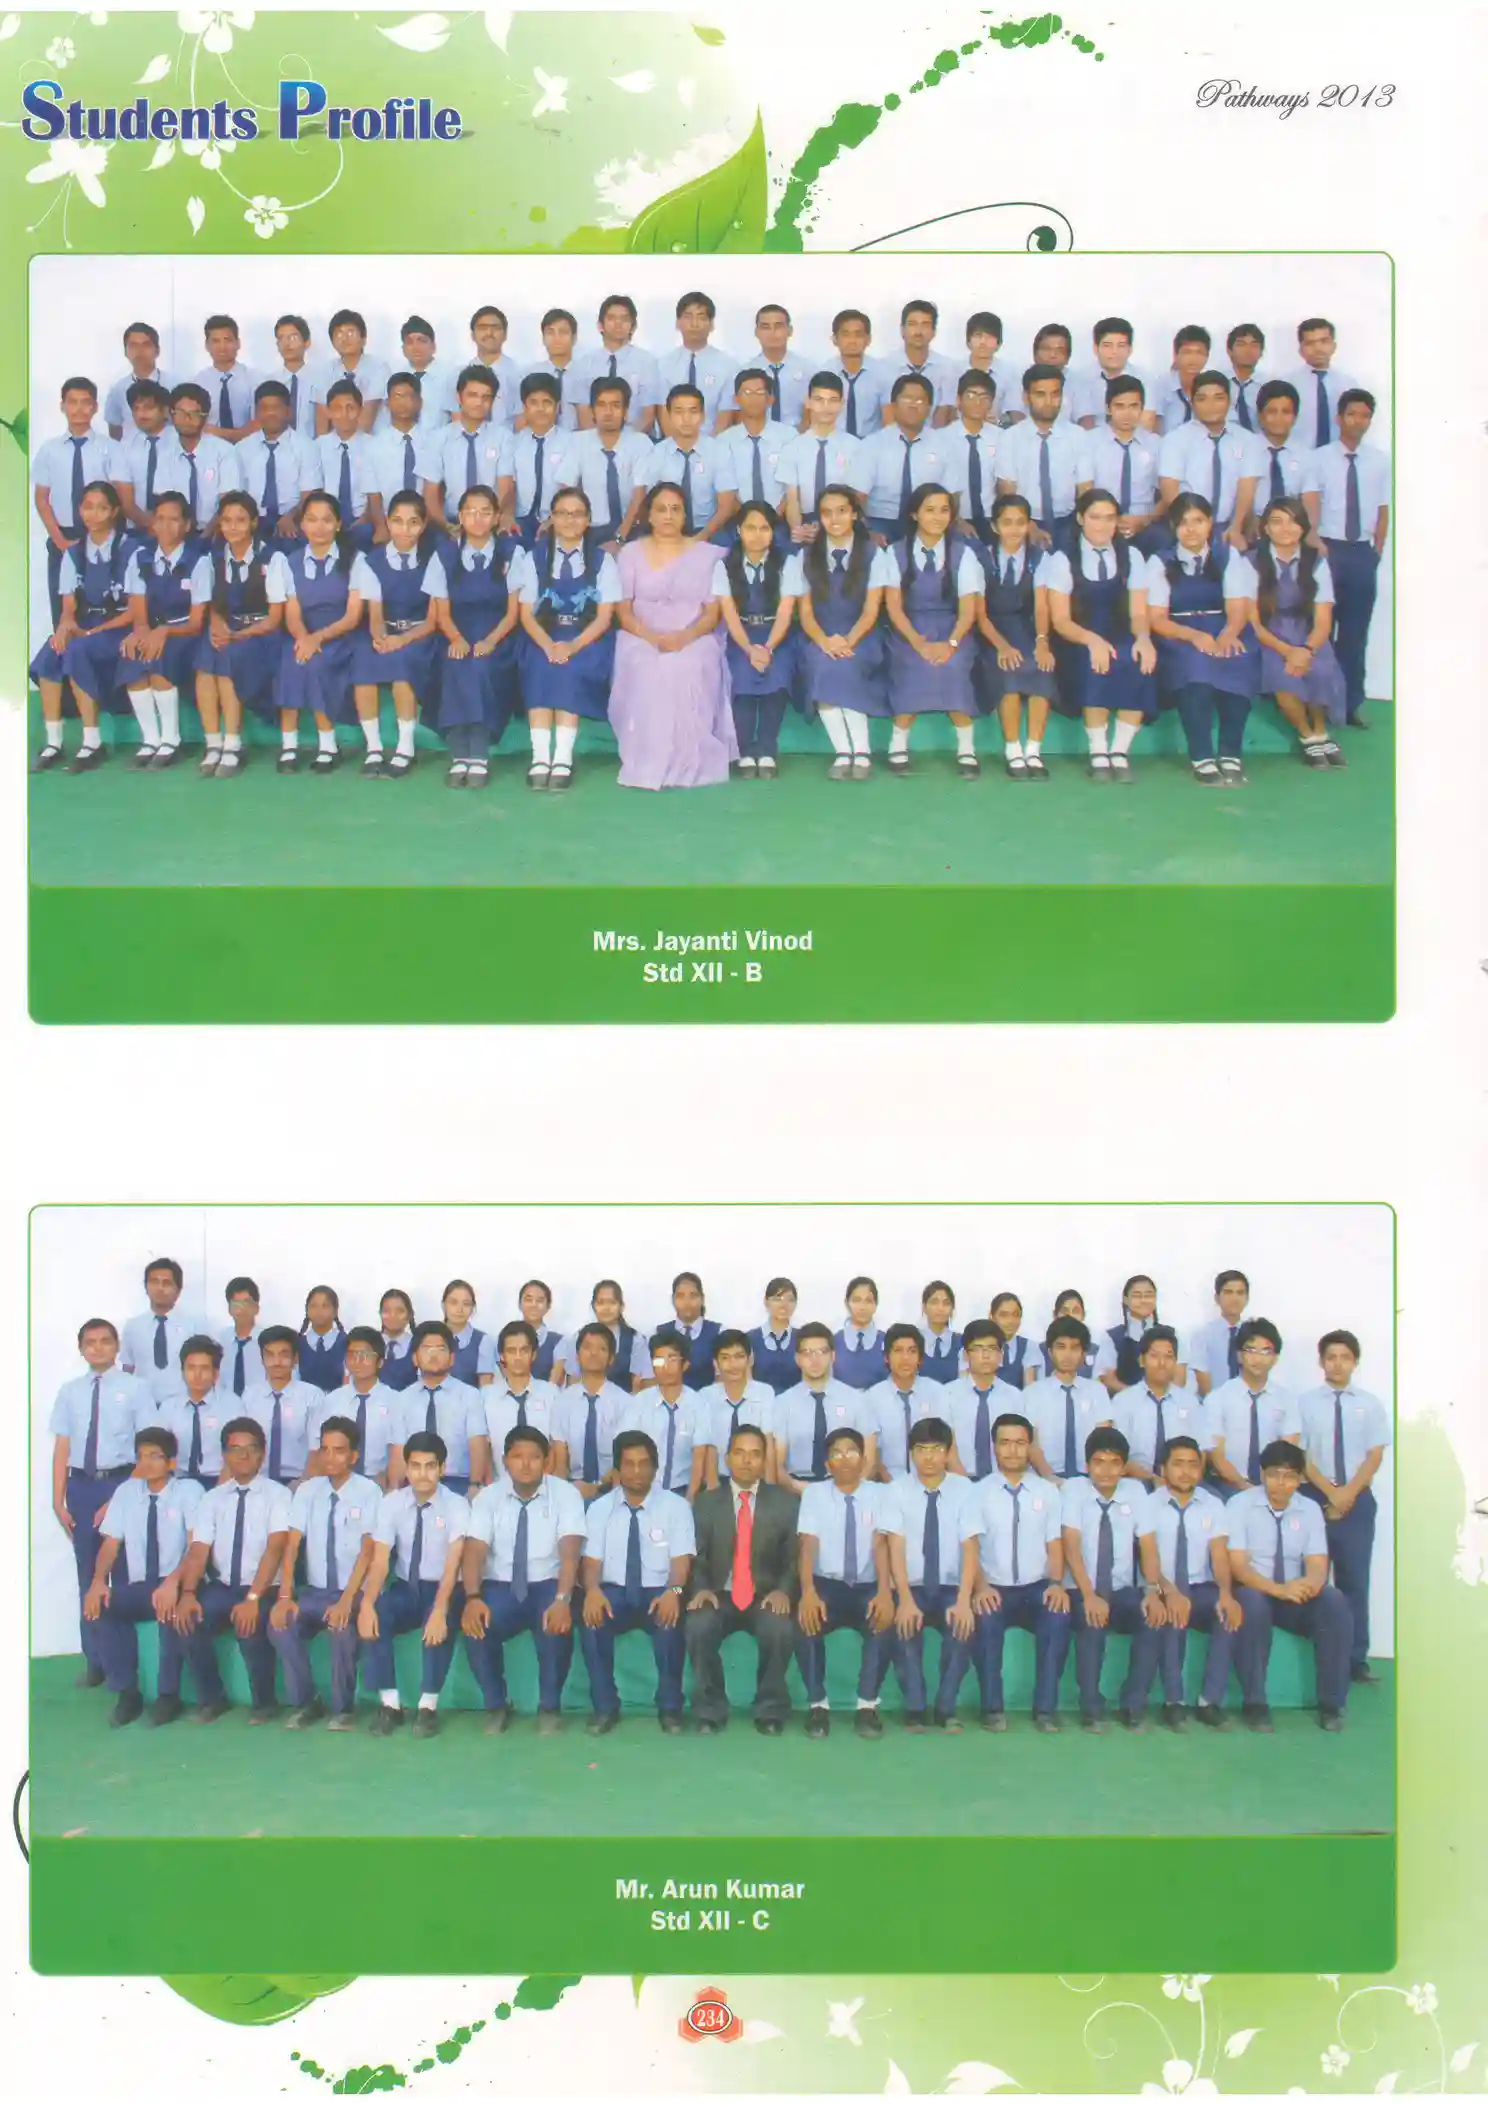 Students Profile
Pathways 2013
Mrs. Jayanti Vinod
Std XII - B
Mr. Arun Kumar
Std XII - C
234